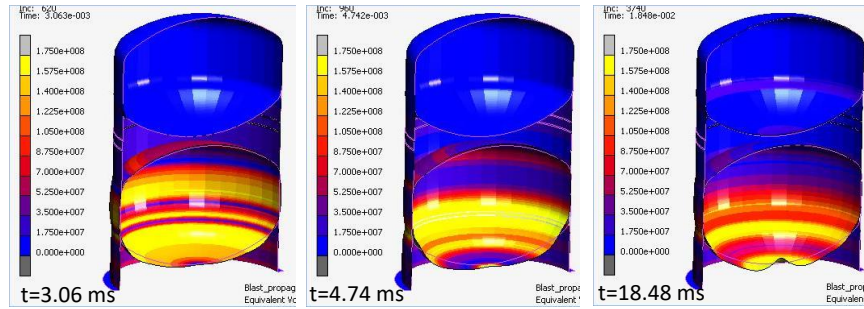 Inc: 620
Time: 3.063e-003
1.750e+008
1.575e+008
1.400e+008
1.225e+008
1.050e+008
8.750e+007
7.000e+007
5.250e+007
3.500e+007
1.750e+007
0.000e+000
t=3.06 ms
Blast_propag
Equivalent Vo
Inc: 960
Time: 4.742e-003
1.750e+008
1.575e+008
1.400e+008
1.225e+008
1.050e+008
8.750e+007
7.000e+007
5.250e+007
3.500e+007
1.750e+007
0.000e+000
t=4.74 ms
Blast_propa
Equivalent
Inc: 3740
Time: 1.848e-002
1.750e+008
1.575e+008
1.400e+008
1.225e+008
1.050e+008
8.750e+007
7.000e+007
5.250e+007
3.500e+007
1.750e+007
0.000e+000
t=18.48 ms
Blast_prop
Equivalen